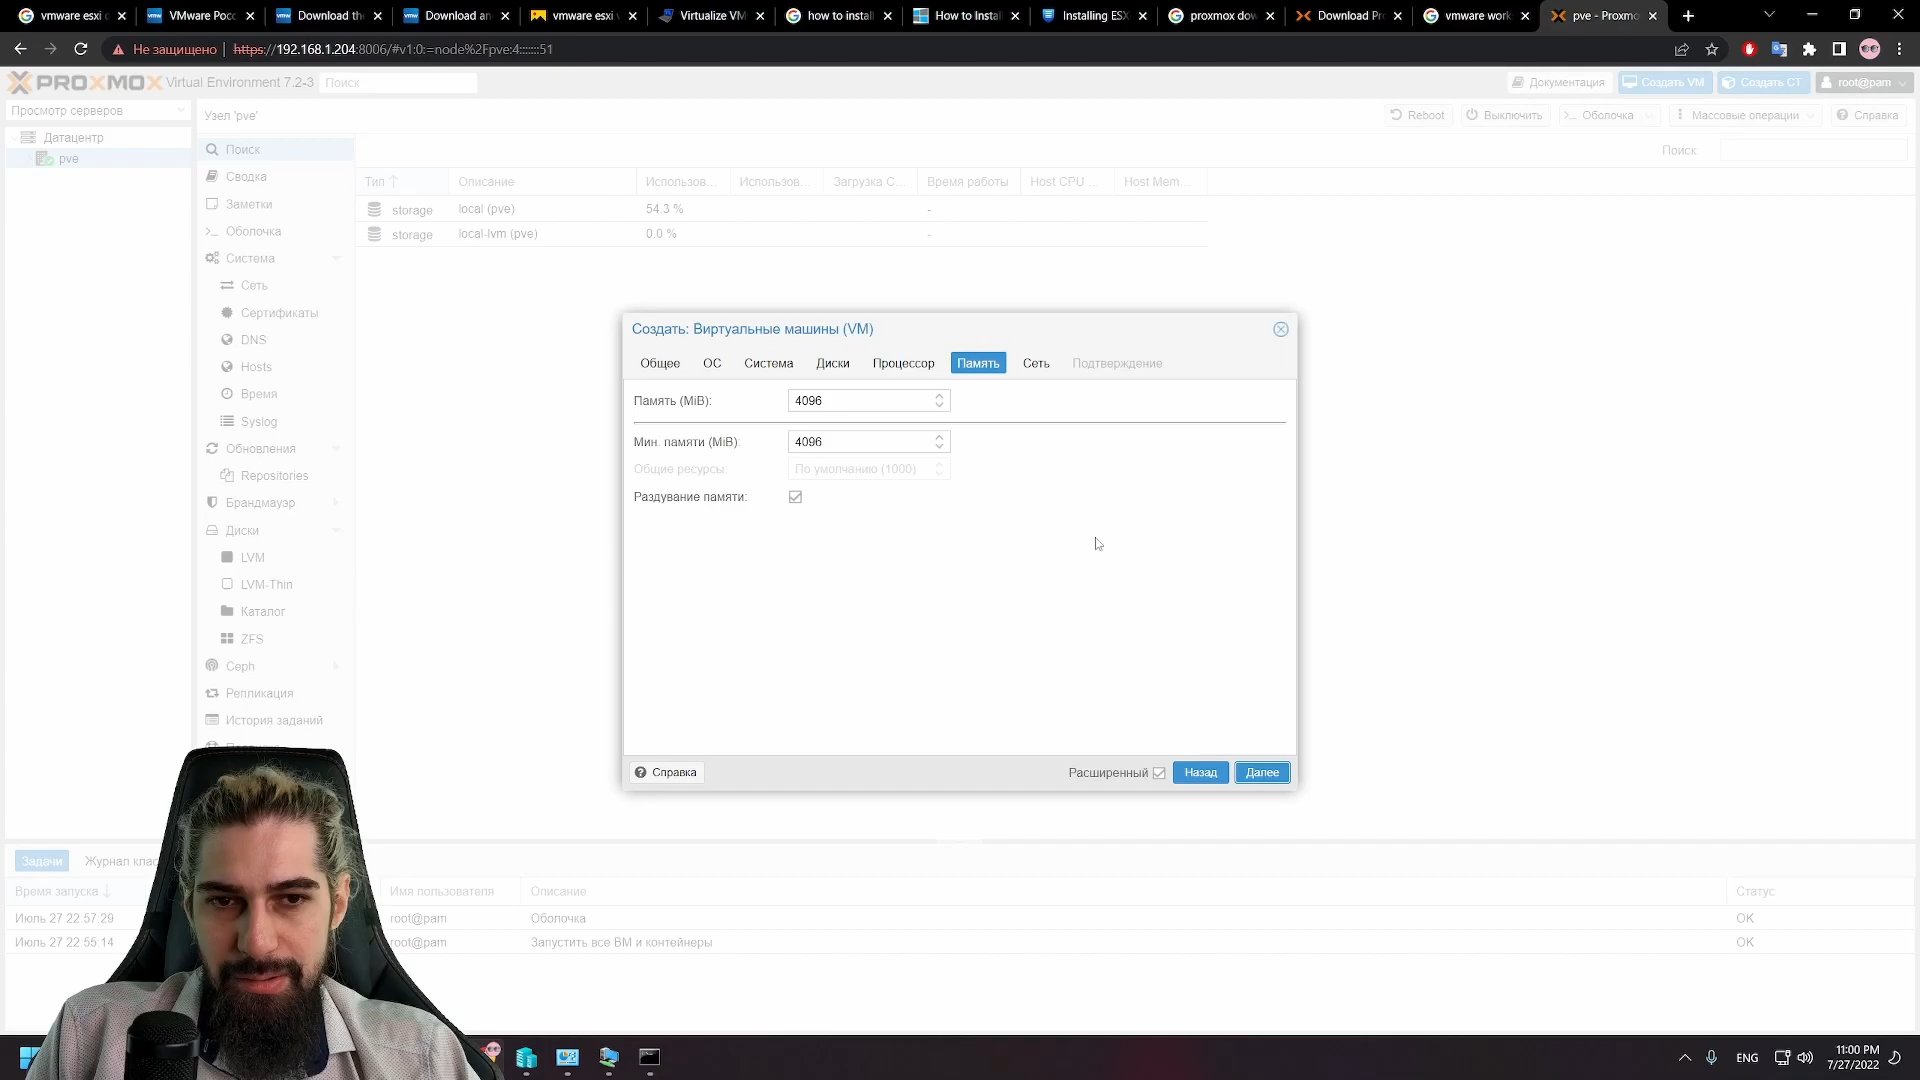 vmware esxi o
VMWare Pocc
Download the
Download an
vmware esxi v
Virtualize VM
how to install
How to Instal
Installing ESX
proxmox dow
Download Pr
vmware work
pve - Proxmo
Не защищено
https://192.168.1.204:8006/#v1:0:=node%2Fpve:4:::::::51
PROXMOX Virtual Environment 7.2-3
Поиск
Документация
Создать VM
Создать CT
root@pam
Просмотр серверов
Датацентр
pve
Узел 'pve'
Reboot
Выключить
Оболочка
Массовые операции
Справка
Поиск
Сводка
Заметки
Оболочка
Система
Сеть
Сертификаты
DNS
Hosts
Время
Syslog
Обновления
Repositories
Брандмауэр
Диски
LVM
LVM-Thin
Каталог
ZFS
Ceph
Репликация
История заданий
Поиск:
Тип
Описание
Использов...
Использов...
Загрузка C...
Время работы
Host CPU ...
Host Mem...
storage local (pve) 54.3 % -
storage local-lvm (pve) 0.0 % -
Создать: Виртуальные машины (VM)
Общее
ОС
Система
Диски
Процессор
Память
Сеть
Подтверждение
Память (MiB): 4096
Мин. памяти (MiB): 4096
Общие ресурсы: По умолчанию (1000)
Раздувание памяти:
Справка
Расширенный
Назад
Далее
Задачи
Журнал клас
Время запуска
Имя пользователя
Описание
Статус
Июль 27 22:57:29 root@pam Оболочка OK
Июль 27 22:55:14 root@pam Запустить все ВМ и контейнеры OK
ENG
11:00 PM
7/27/2022